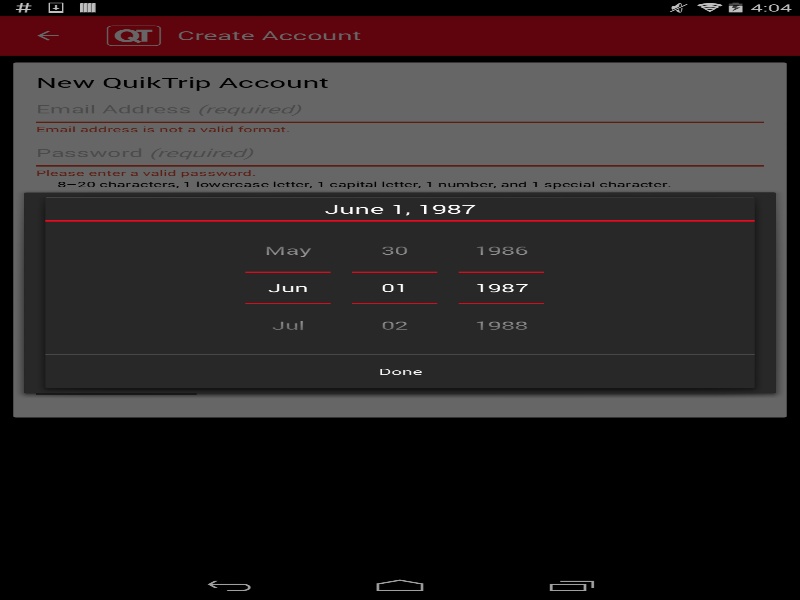 4:04
QT Create Account
New QuikTrip Account
Email Address (required)
Email address is not a valid format.
Password (required)
Please enter a valid password.
8–20 characters, 1 lowercase letter, 1 capital letter, 1 number, and 1 special character.
June 1, 1987
May 30 1986
Jun 01 1987
Jul 02 1988
Done